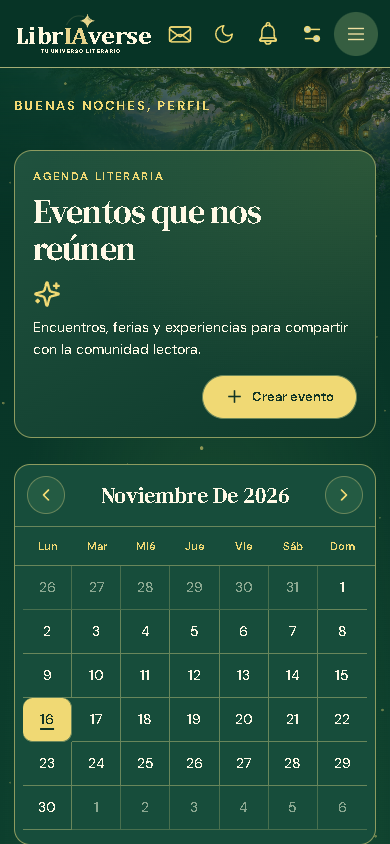 LibrIAverse
TU UNIVERSO LITERARIO
BUENAS NOCHES, PERFIL
AGENDA LITERARIA
Eventos que nos
reúnen
Encuentros, ferias y experiencias para compartir
con la comunidad lectora.
Crear evento
Noviembre De 2026
Lun Mar Mié Jue Vie Sáb Dom
26 27 28 29 30 31 1
2 3 4 5 6 7 8
9 10 11 12 13 14 15
16 17 18 19 20 21 22
23 24 25 26 27 28 29
30 1 2 3 4 5 6